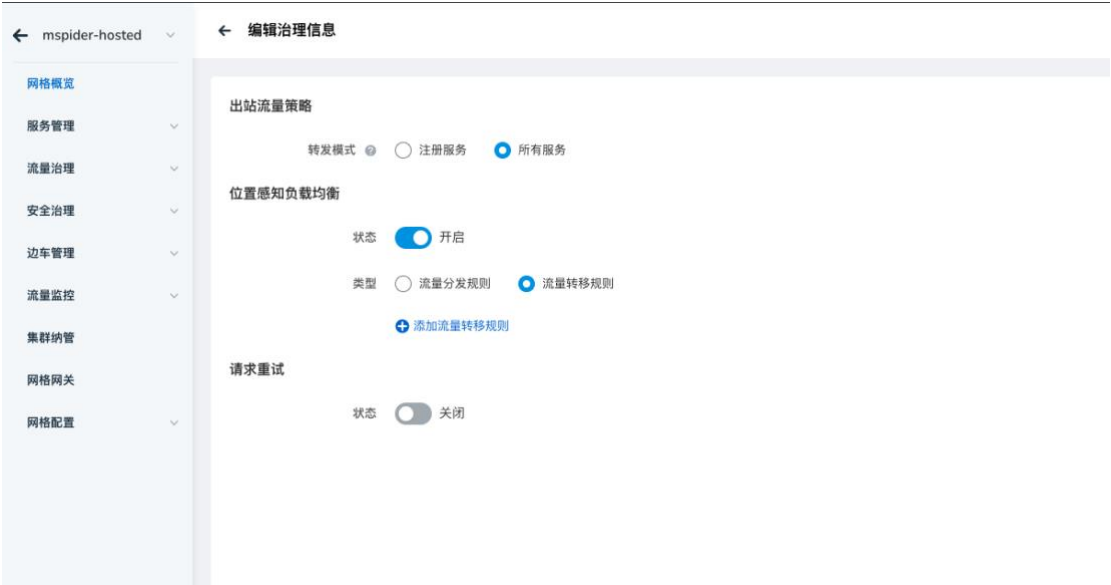 mspider-hosted
网格概览
服务管理
流量治理
安全治理
边车管理
流量监控
集群纳管
网格网关
网格配置
编辑治理信息
出站流量策略
转发模式 注册服务 所有服务
位置感知负载均衡
状态 开启
类型 流量分发规则 流量转移规则
添加流量转移规则
请求重试
状态 关闭